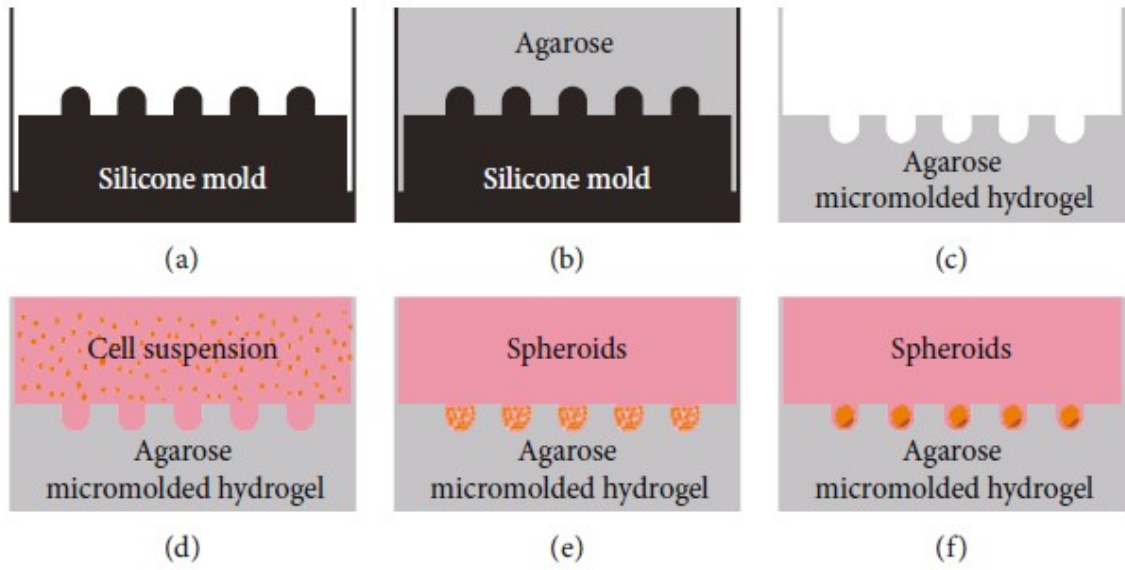 Silicone mold
(a)
Agarose
Silicone mold
(b)
Agarose
micromolded hydrogel
(c)
Cell suspension
Agarose
micromolded hydrogel
(d)
Spheroids
Agarose
micromolded hydrogel
(e)
Spheroids
Agarose
micromolded hydrogel
(f)